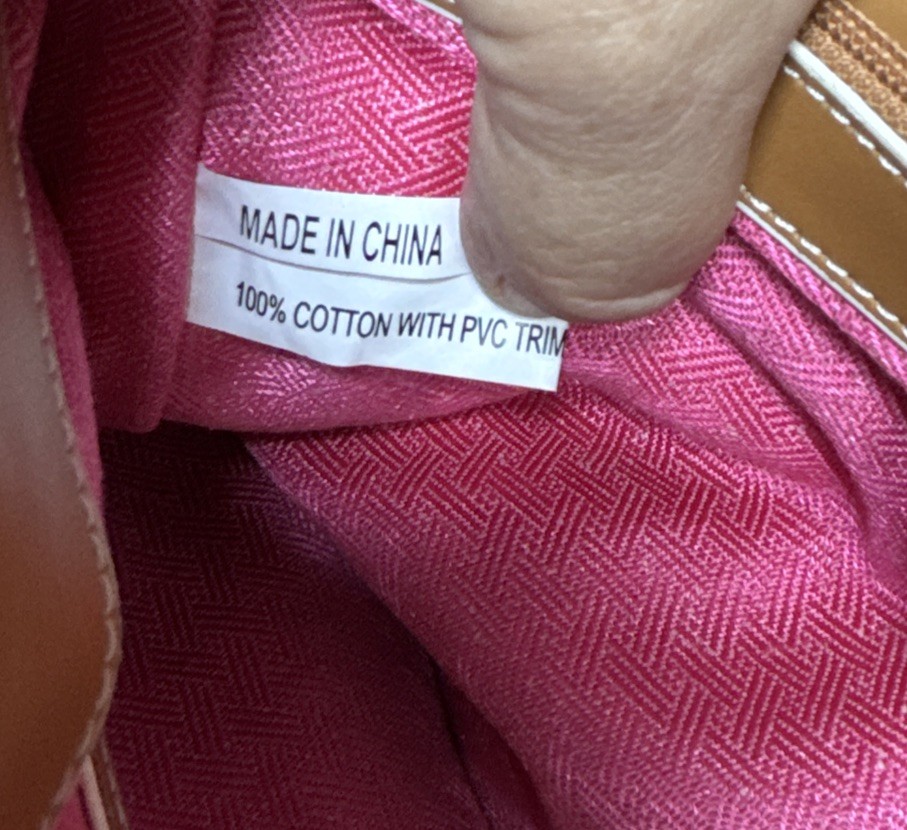 MADE IN CHINA
100% COTTON WITH PVC TRIM